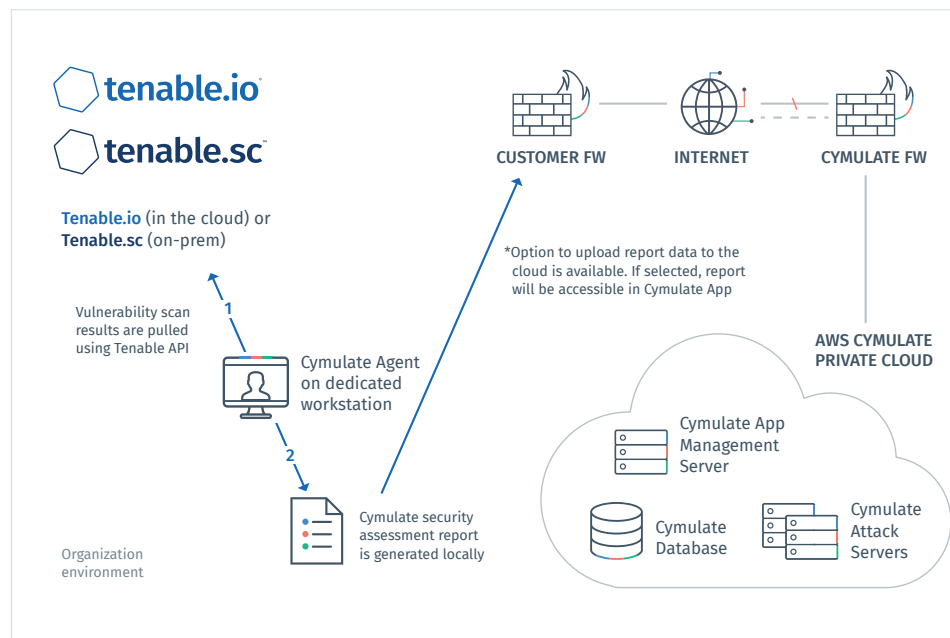 tenable.io
tenable.sc™
Tenable.io (in the cloud) or
Tenable.sc (on-prem)
1
Vulnerability scan
results are pulled
using Tenable API
Cymulate Agent
on dedicated
workstation
2
Cymulate security
assessment report
is generated locally
Organization
environment
CUSTOMER FW
INTERNET
CYMULATE FW
*Option to upload report data to the
cloud is available. If selected, report
will be accessible in Cymulate App
AWS CYMULATE
PRIVATE CLOUD
Cymulate App
Management
Server
Cymulate
Database
Cymulate
Attack
Servers